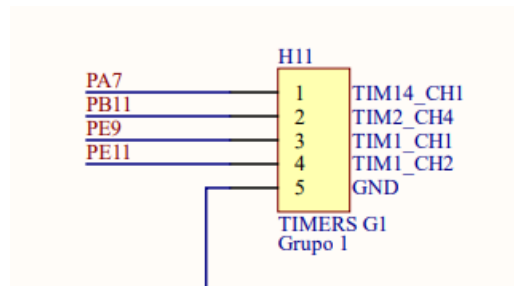 H11
PA7 1 TIM14_CH1
PB11 2 TIM2_CH4
PE9 3 TIM1_CH1
PE11 4 TIM1_CH2
5 GND
TIMERS G1
Grupo 1